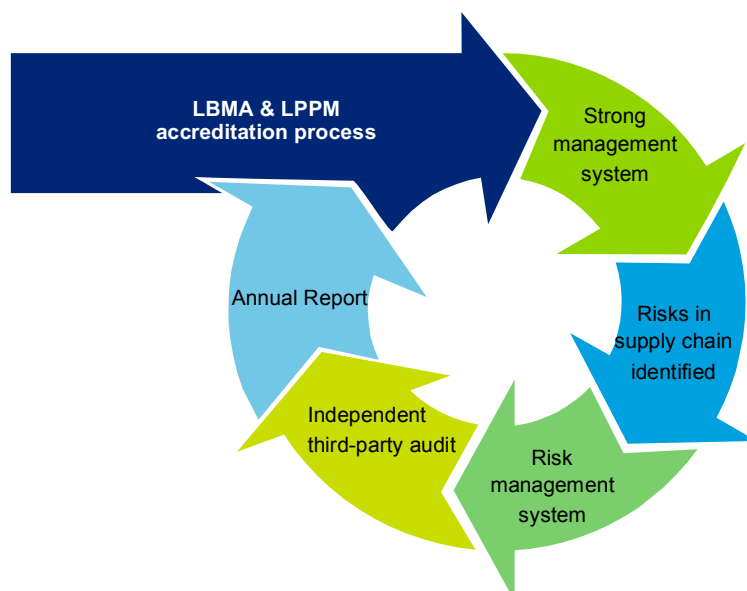 LBMA & LPPM
accreditation process
Strong
management
system
Risks in
supply chain
identified
Risk
management
system
Independent
third-party audit
Annual Report